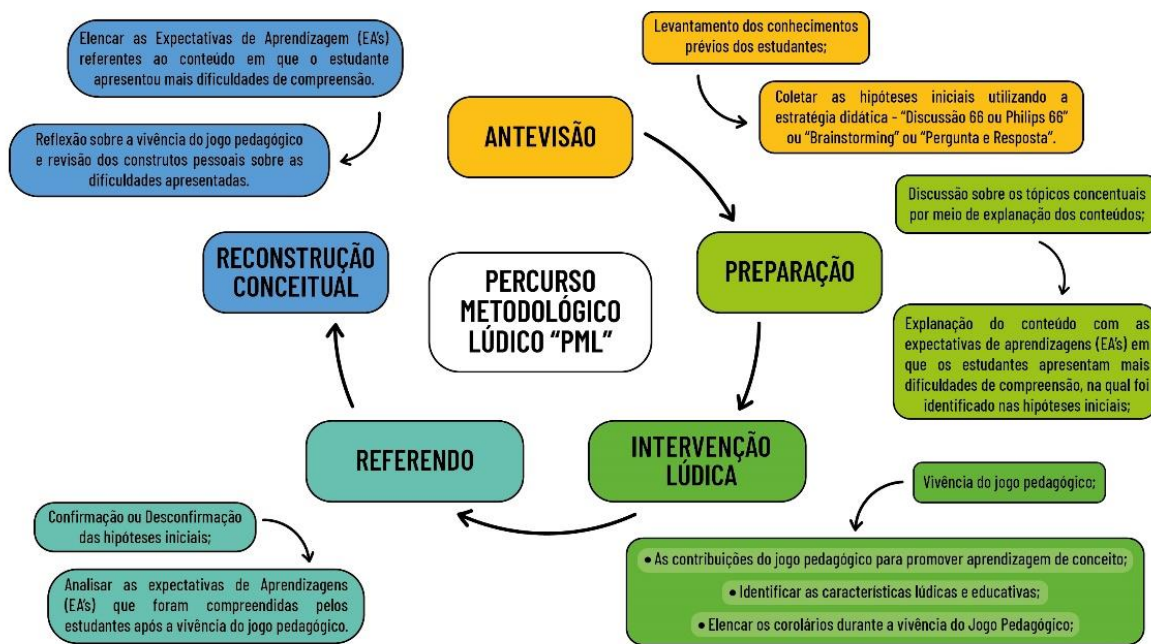 PERCURSO
METODOLÓGICO
LÚDICO “PML”
ANTEVISÃO
Levantamento dos conhecimentos
prévios dos estudantes;
Coletar as hipóteses iniciais utilizando a
estratégia didática - “Discussão 66 ou Philips 66”
ou “Brainstorming” ou “Pergunta e Resposta”.
PREPARAÇÃO
Discussão sobre os tópicos concentuais
por meio de explanação dos conteúdos;
Explanação do conteúdo com as
expectativas de aprendizagens (EA’s) em
que os estudantes apresentam mais
dificuldades de compreensão, na qual foi
identificado nas hipóteses iniciais;
INTERVENÇÃO
LÚDICA
Vivência do jogo pedagógico;
• As contribuições do jogo pedagógico para promover aprendizagem de conceito;
• Identificar as características lúdicas e educativas;
• Elencar os corolários durante a vivência do Jogo Pedagógico;
REFERENDO
Confirmação ou Desconfirmação
das hipóteses iniciais;
Analisar as expectativas de Aprendizagens
(EA’s) que foram compreendidas pelos
estudantes após a vivência do jogo pedagógico.
RECONSTRUÇÃO
CONCEITUAL
Elencar as Expectativas de Aprendizagem (EA’s)
referentes ao conteúdo em que o estudante
apresentou mais dificuldades de compreensão.
Reflexão sobre a vivência do jogo pedagógico
e revisão dos construtos pessoais sobre as
dificuldades apresentadas.